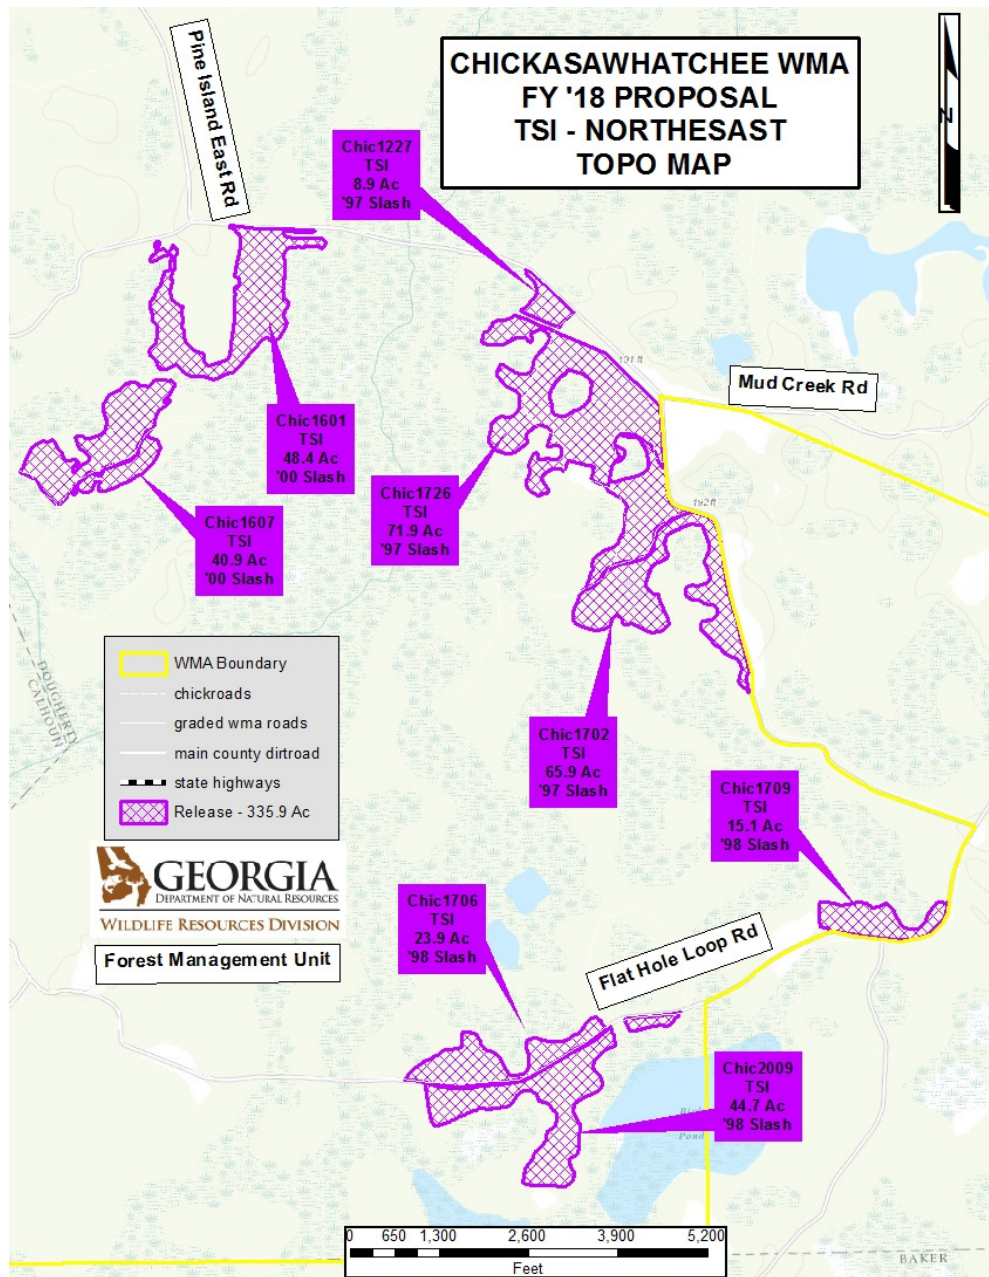 Pine Island East Rd
CHICKASAWHATCHEE WMA
FY '18 PROPOSAL
TSI - NORTHESAST
TOPO MAP
N
Chic1227
TSI
8.9 Ac
'97 Slash
191 ft
Mud Creek Rd
Chic1601
TSI
48.4 Ac
'00 Slash
Chic1726
TSI
71.9 Ac
'97 Slash
192 ft
Chic1607
TSI
40.9 Ac
'00 Slash
DOUGHERTY
CALHOUN
WMA Boundary
chickroads
graded wma roads
main county dirtroad
state highways
Release - 335.9 Ac
Chic1702
TSI
65.9 Ac
'97 Slash
Chic1709
TSI
15.1 Ac
'98 Slash
GEORGIA
DEPARTMENT OF NATURAL RESOURCES
WILDLIFE RESOURCES DIVISION
Forest Management Unit
Chic1706
TSI
23.9 Ac
'98 Slash
Flat Hole Loop Rd
Chic2009
TSI
44.7 Ac
'98 Slash
Pond
0 650 1,300 2,600 3,900 5,200
Feet
BAKER